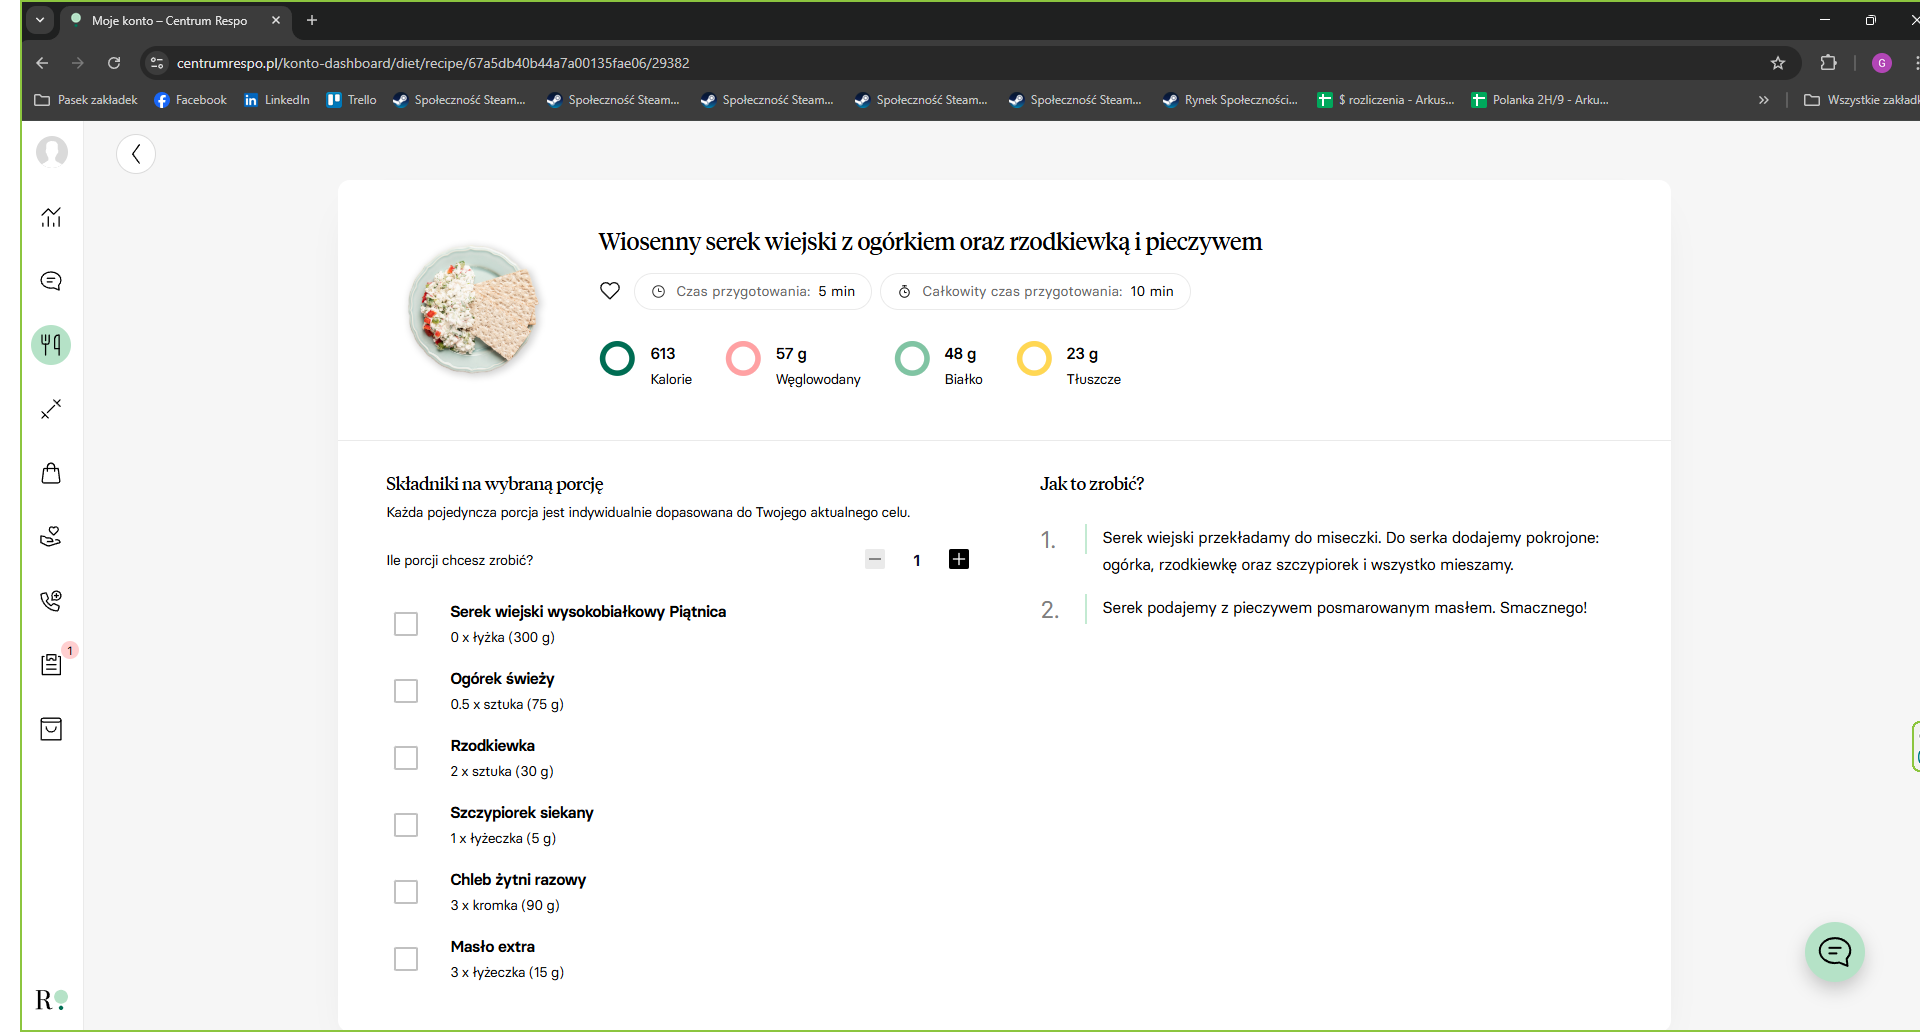 Moje konto – Centrum Respo
centrumrespo.pl/konto-dashboard/diet/recipe/67a5db40b44a7a00135fae06/29382
G
Pasek zakładek
Facebook
LinkedIn
Trello
Społeczność Steam...
Społeczność Steam...
Społeczność Steam...
Społeczność Steam...
Społeczność Steam...
Rynek Społeczności...
$ rozliczenia - Arkus...
Polanka 2H/9 - Arku...
Wszystkie zakładk
Wiosenny serek wiejski z ogórkiem oraz rzodkiewką i pieczywem
Czas przygotowania: 5 min
Całkowity czas przygotowania: 10 min
613
Kalorie
57 g
Węglowodany
48 g
Białko
23 g
Tłuszcze
Składniki na wybraną porcję
Każda pojedyncza porcja jest indywidualnie dopasowana do Twojego aktualnego celu.
Ile porcji chcesz zrobić?
1
Serek wiejski wysokobiałkowy Piątnica
0 x łyżka (300 g)
Ogórek świeży
0.5 x sztuka (75 g)
Rzodkiewka
2 x sztuka (30 g)
Szczypiorek siekany
1 x łyżeczka (5 g)
Chleb żytni razowy
3 x kromka (90 g)
Masło extra
3 x łyżeczka (15 g)
Jak to zrobić?
1.
Serek wiejski przekładamy do miseczki. Do serka dodajemy pokrojone:
ogórka, rzodkiewkę oraz szczypiorek i wszystko mieszamy.
2.
Serek podajemy z pieczywem posmarowanym masłem. Smacznego!
1
R